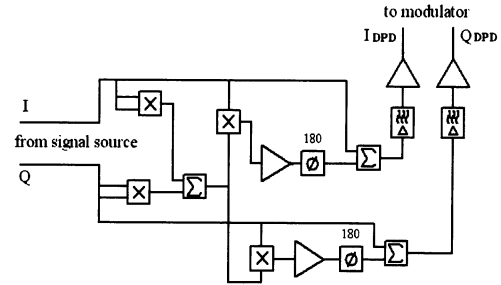 to modulator
I DPD
Q DPD
I
from signal source
Q
X
X
X
Σ
180
ø
Σ
180
X
ø
Σ